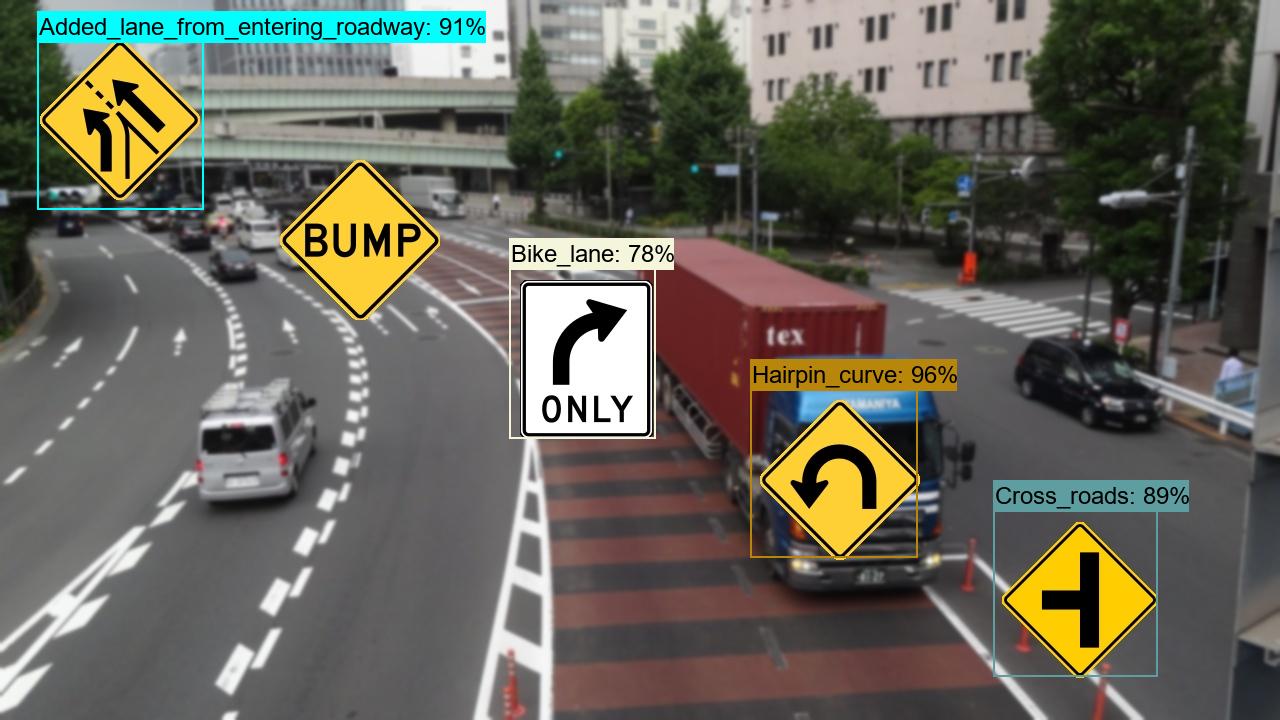 Added_lane_from_entering_roadway: 91%
BUMP
Bike_lane: 78%
ONLY
tex
Hairpin_curve: 96%
Cross_roads: 89%